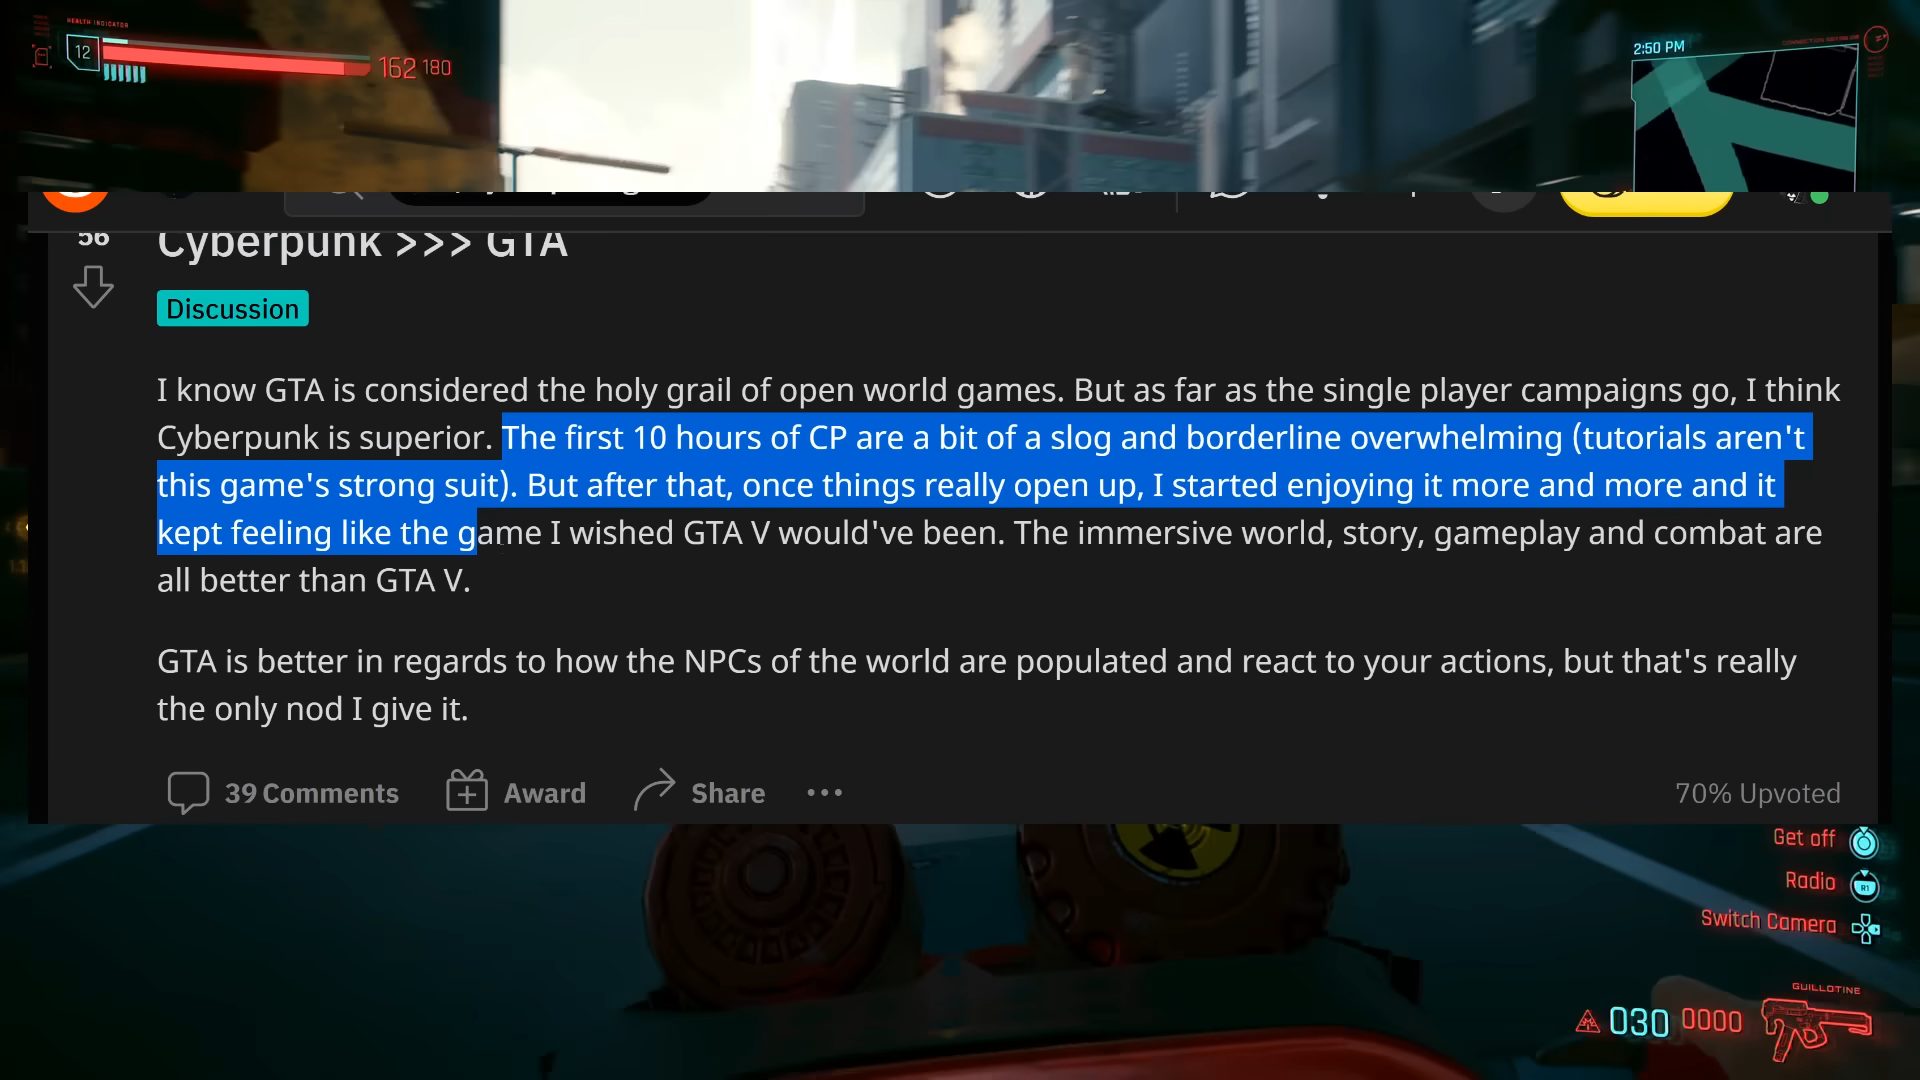 HEALTH INDICATOR
12
162 180
2:50 PM
56
Cyberpunk >>> GTA
Discussion
I know GTA is considered the holy grail of open world games. But as far as the single player campaigns go, I think
Cyberpunk is superior. The first 10 hours of CP are a bit of a slog and borderline overwhelming (tutorials aren't
this game's strong suit). But after that, once things really open up, I started enjoying it more and more and it
kept feeling like the game I wished GTA V would've been. The immersive world, story, gameplay and combat are
all better than GTA V.
GTA is better in regards to how the NPCs of the world are populated and react to your actions, but that's really
the only nod I give it.
39 Comments
Award
Share
70% Upvoted
Get off
Radio
R1
Switch Camera
GUILLOTINE
030 0000